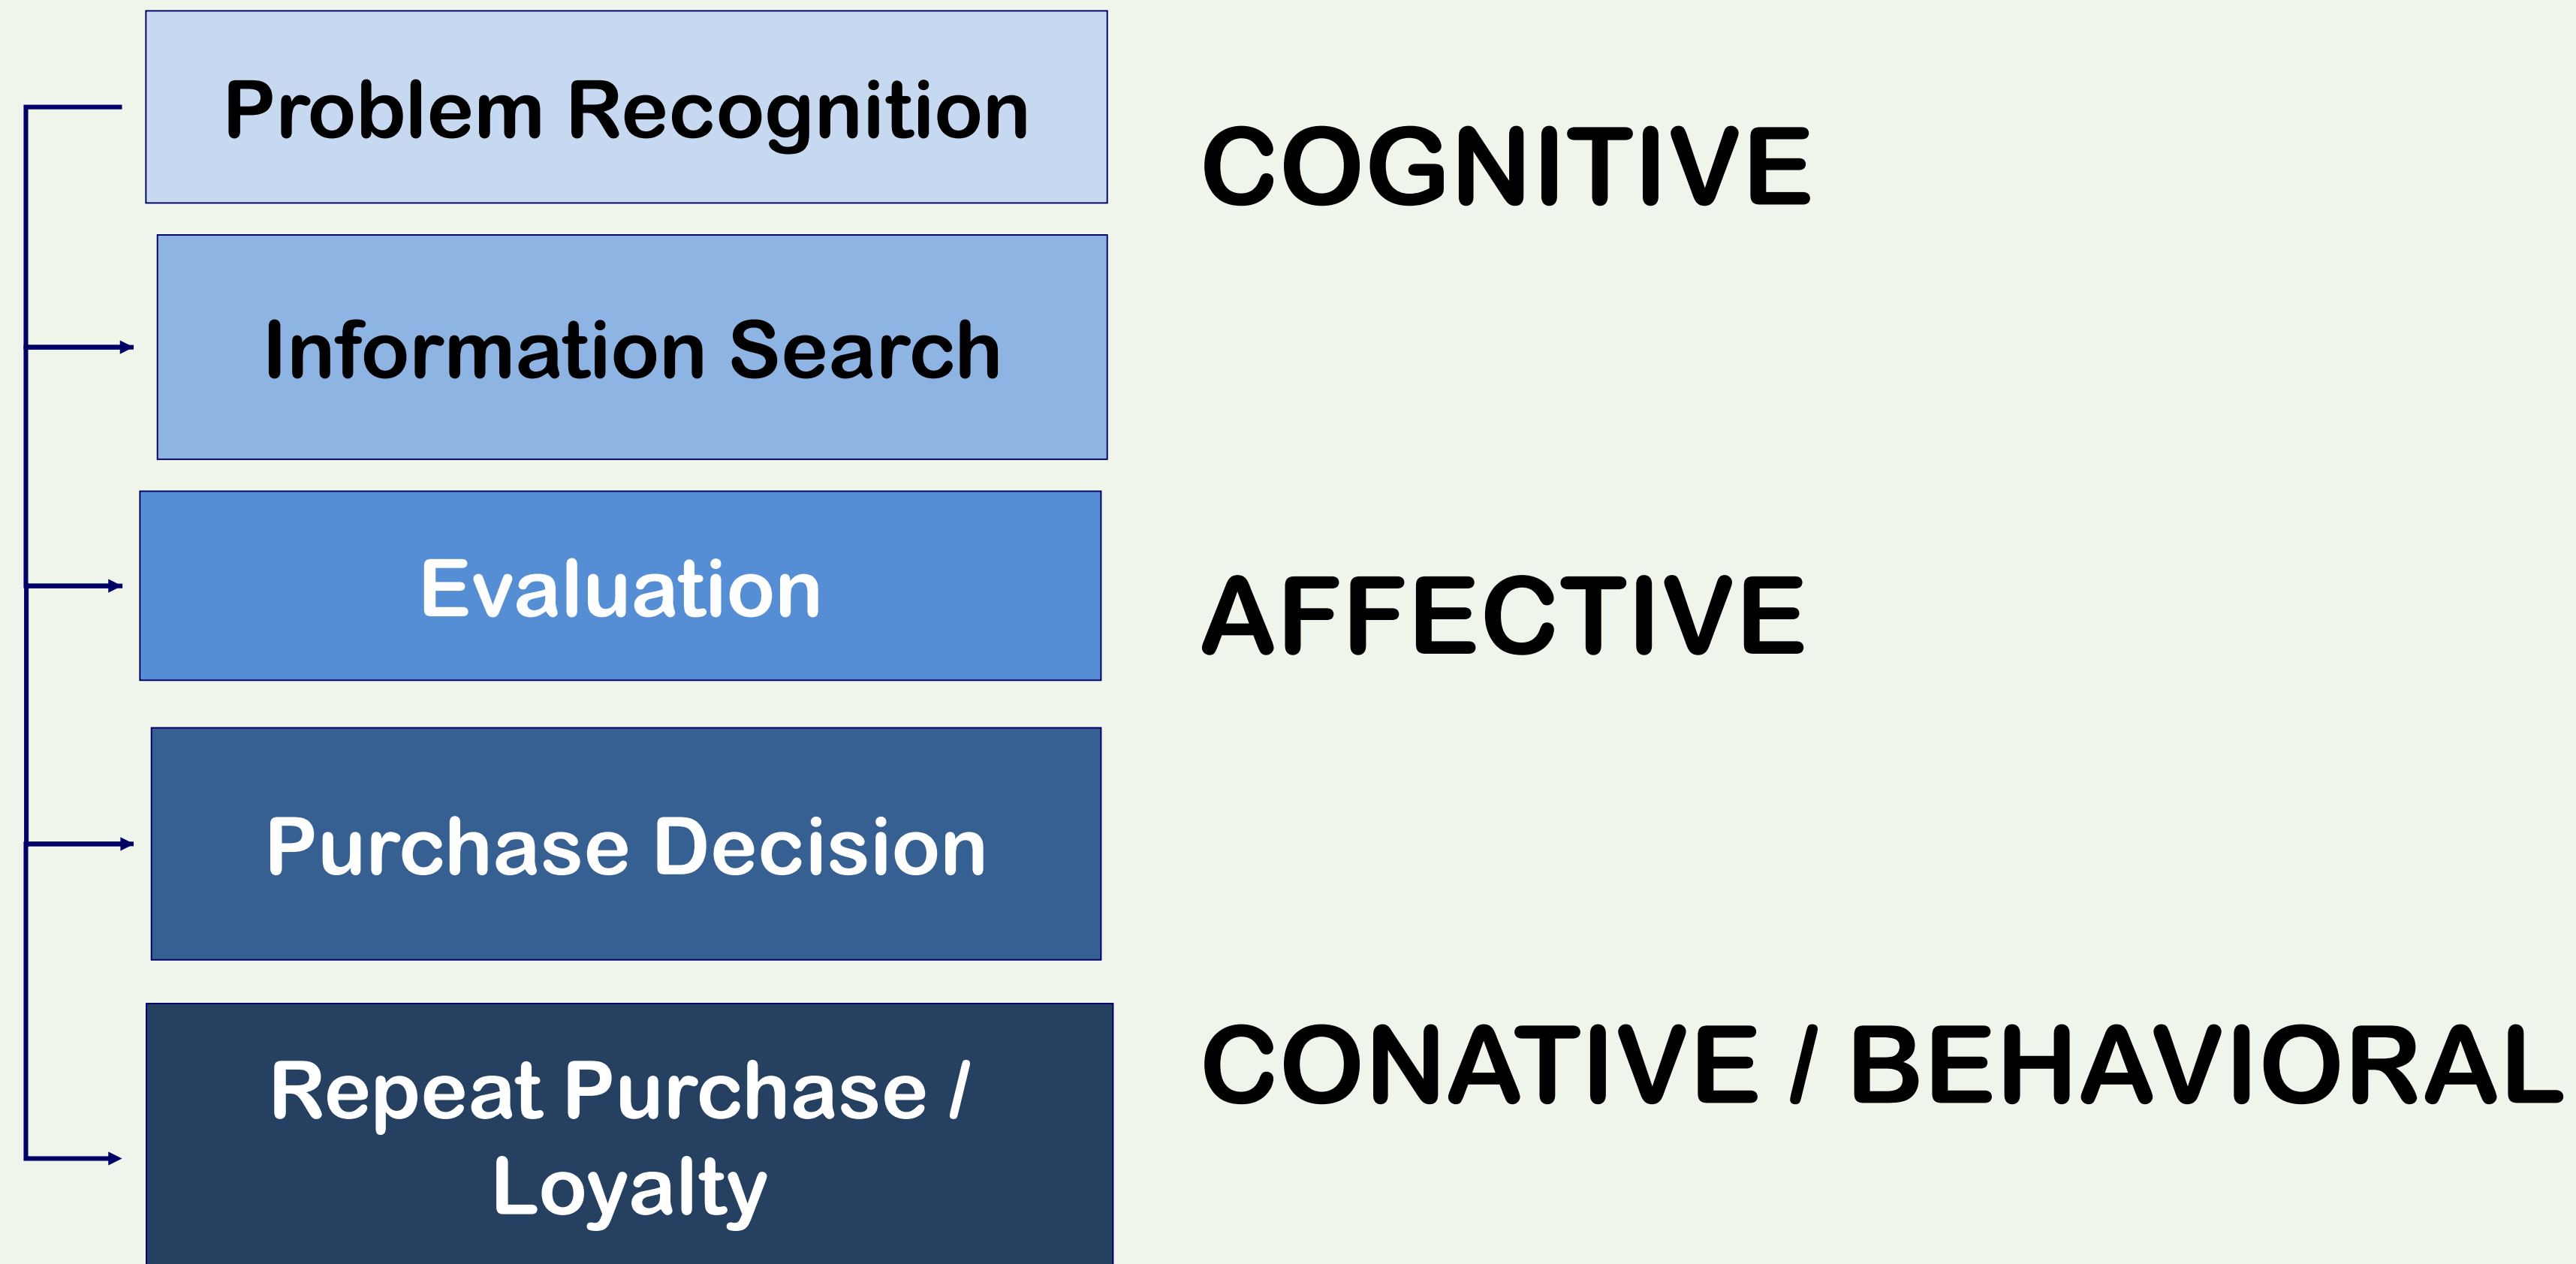 Problem Recognition
COGNITIVE
Information Search
Evaluation
AFFECTIVE
Purchase Decision
Repeat Purchase /
Loyalty
CONATIVE / BEHAVIORAL